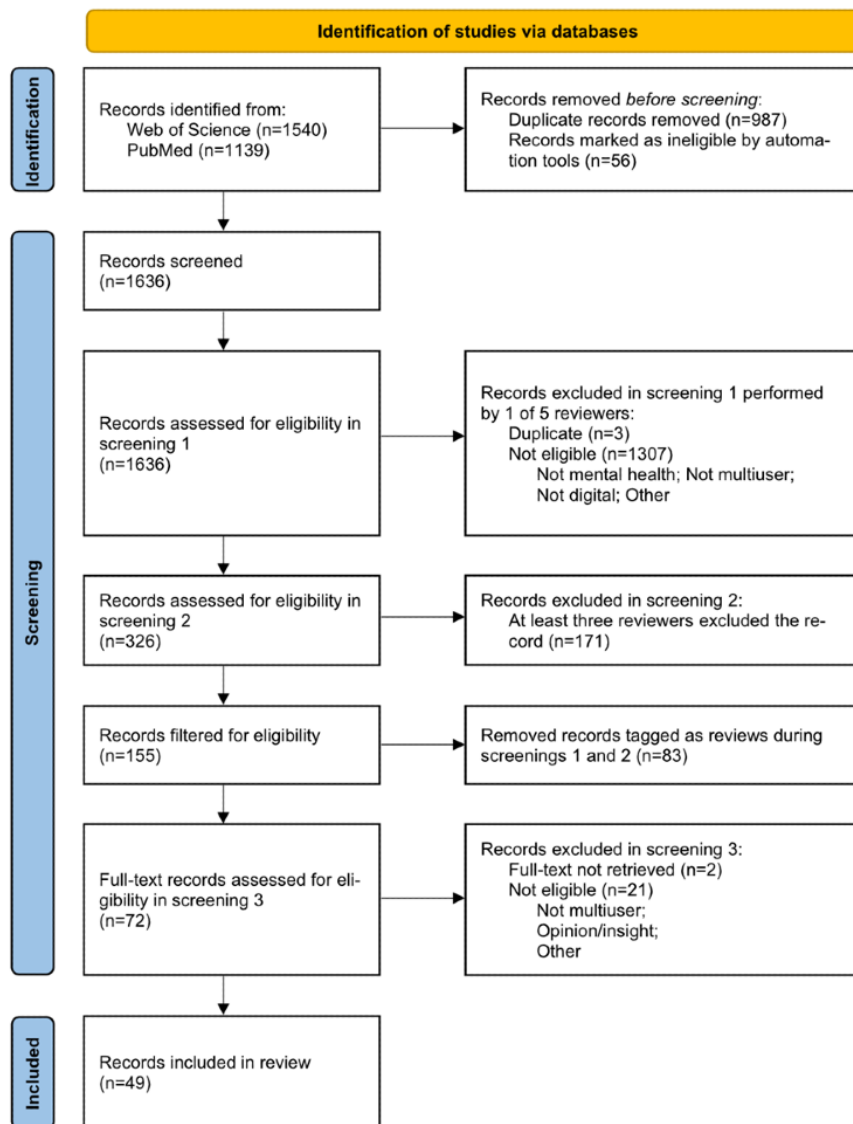 Identification of studies via databases
Identification
Records identified from:
Web of Science (n=1540)
PubMed (n=1139)
Records removed before screening:
Duplicate records removed (n=987)
Records marked as ineligible by automa-
tion tools (n=56)
Screening
Records screened
(n=1636)
Records assessed for eligibility in
screening 1
(n=1636)
Records excluded in screening 1 performed
by 1 of 5 reviewers:
Duplicate (n=3)
Not eligible (n=1307)
Not mental health; Not multiuser;
Not digital; Other
Records assessed for eligibility in
screening 2
(n=326)
Records excluded in screening 2:
At least three reviewers excluded the re-
cord (n=171)
Records filtered for eligibility
(n=155)
Removed records tagged as reviews during
screenings 1 and 2 (n=83)
Full-text records assessed for eli-
gibility in screening 3
(n=72)
Records excluded in screening 3:
Full-text not retrieved (n=2)
Not eligible (n=21)
Not multiuser;
Opinion/insight;
Other
Included
Records included in review
(n=49)